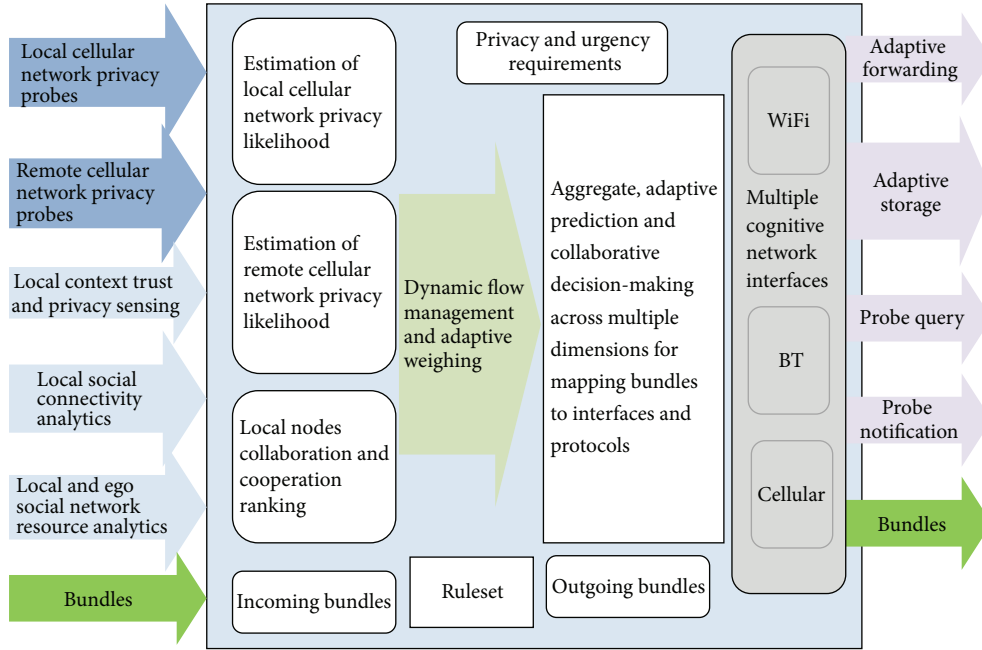 Local cellular
network privacy
probes
Remote cellular
network privacy
probes
Local context trust
and privacy sensing
Local social
connectivity
analytics
Local and ego
social network
resource analytics
Bundles
Estimation of
local cellular
network privacy
likelihood
Estimation of
remote cellular
network privacy
likelihood
Local nodes
collaboration and
cooperation
ranking
Incoming bundles
Dynamic flow
management
and adaptive
weighing
Ruleset
Privacy and urgency
requirements
Aggregate, adaptive
prediction and
collaborative
decision-making
across multiple
dimensions for
mapping bundles
to interfaces and
protocols
Outgoing bundles
WiFi
Multiple
cognitive
network
interfaces
BT
Cellular
Adaptive
forwarding
Adaptive
storage
Probe query
Probe
notification
Bundles